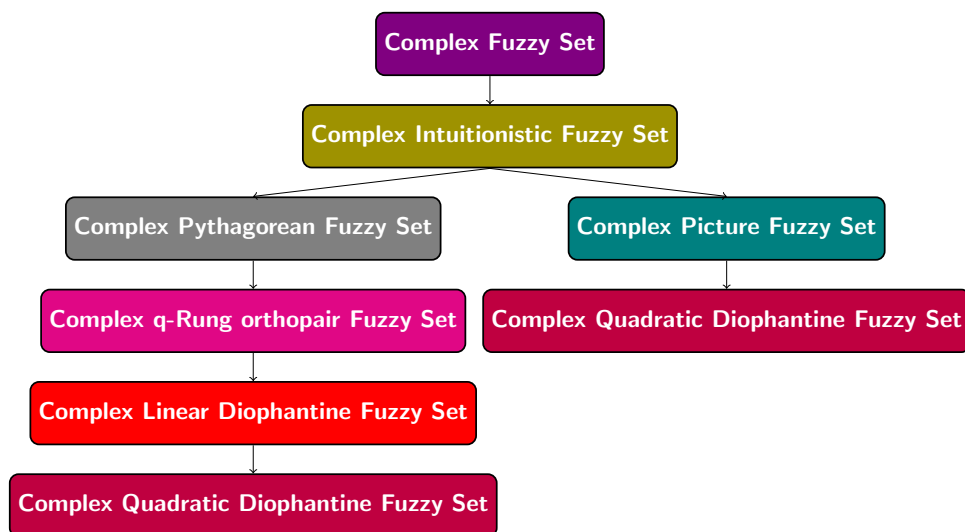 Complex Fuzzy Set
Complex Intuitionistic Fuzzy Set
Complex Pythagorean Fuzzy Set
Complex Picture Fuzzy Set
Complex q-Rung orthopair Fuzzy Set
Complex Quadratic Diophantine Fuzzy Set
Complex Linear Diophantine Fuzzy Set
Complex Quadratic Diophantine Fuzzy Set